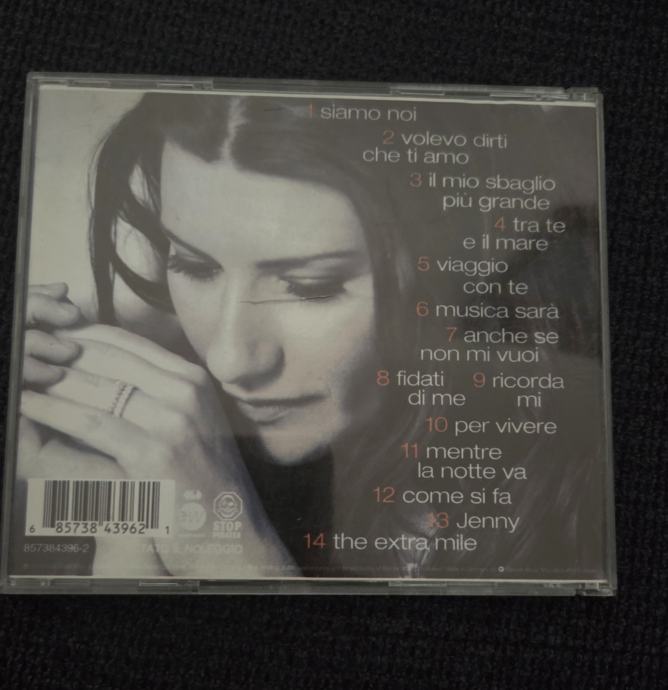 1 siamo noi
2 volevo dirti
che ti amo
3 il mio sbaglio
più grande
4 tra te
e il mare
5 viaggio
con te
6 musica sarà
7 anche se
non mi vuoi
8 fidati 9 ricorda
di me mi
10 per vivere
11 mentre
la notte va
12 come si fa
13 Jenny
14 the extra mile
6 85738 43962 1
STOP
857384396-2
IL NOLEGGIO